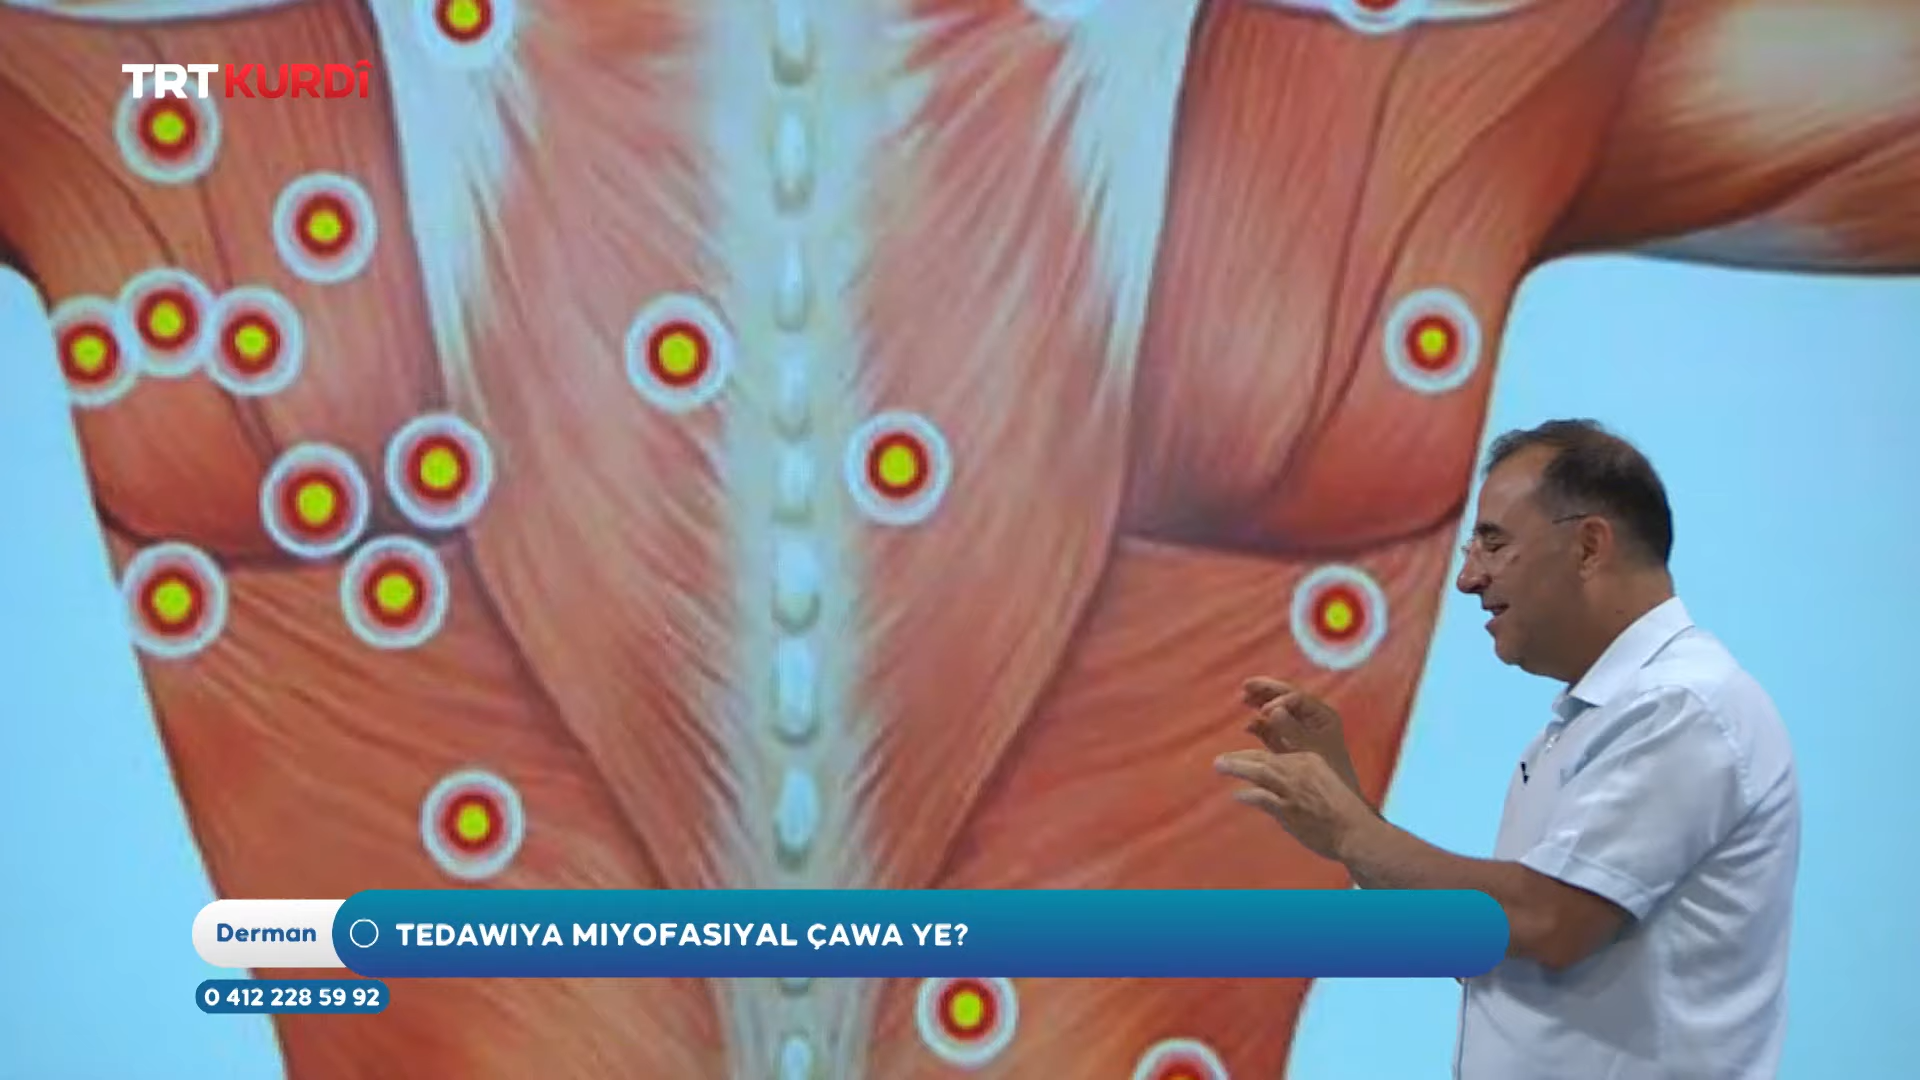 TRT KURDÎ
Derman
TEDAWIYA MIYOFASIYAL ÇAWA YE?
0 412 228 59 92